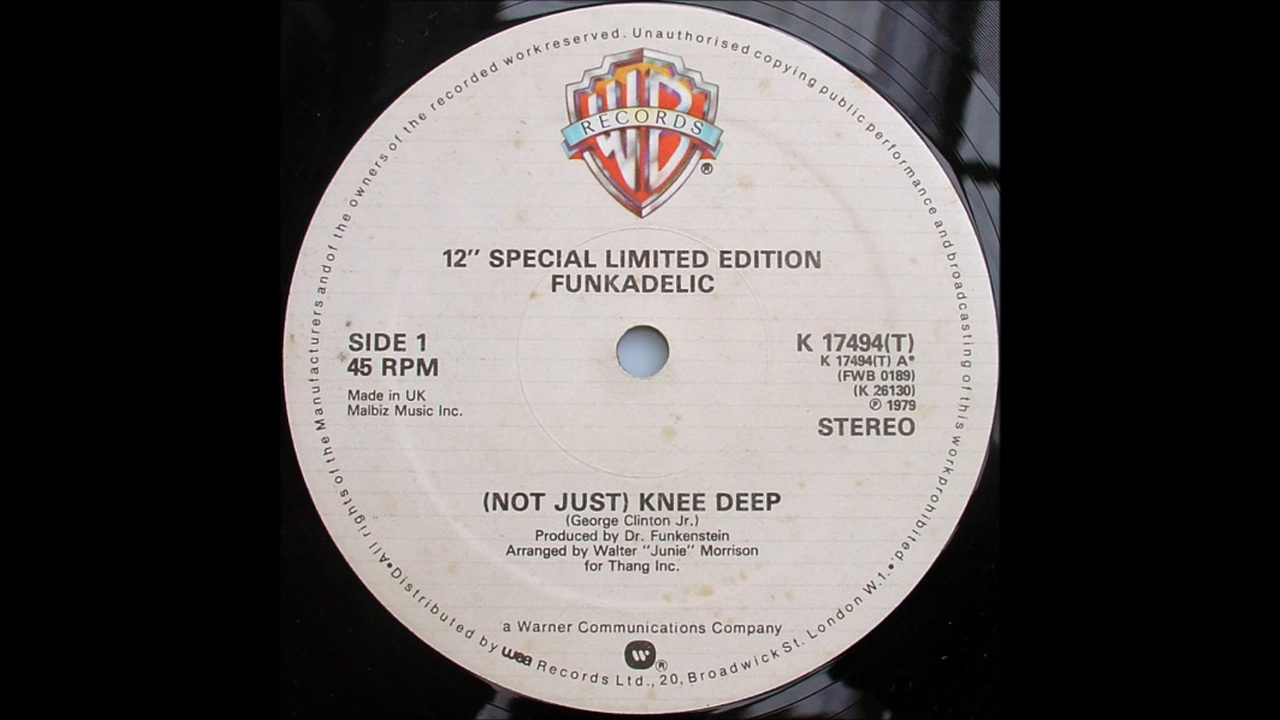 All rights of the Manufacturers and of the owners of the recorded work reserved. Unauthorised copying public performance and broadcasting of this work prohibited.
WB
RECORDS
®
12" SPECIAL LIMITED EDITION
FUNKADELIC
SIDE 1
45 RPM
Made in UK
Malbiz Music Inc.
K 17494(T)
K 17494(T) A*
(FWB 0189)
(K 26130)
℗ 1979
STEREO
(NOT JUST) KNEE DEEP
(George Clinton Jr.)
Produced by Dr. Funkenstein
Arranged by Walter "Junie" Morrison
for Thang Inc.
a Warner Communications Company
W®
•Distributed by wea Records Ltd., 20, Broadwick St. London W.1.•